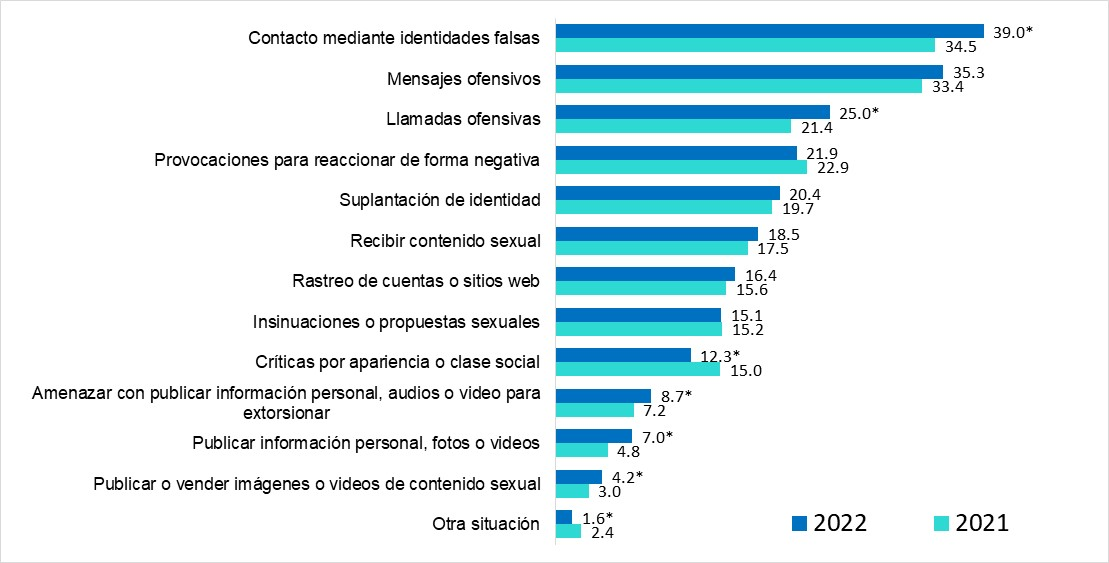 Contacto mediante identidades falsas
39.0*
34.5
Mensajes ofensivos
35.3
33.4
Llamadas ofensivas
25.0*
21.4
Provocaciones para reaccionar de forma negativa
21.9
22.9
Suplantación de identidad
20.4
19.7
Recibir contenido sexual
18.5
17.5
Rastreo de cuentas o sitios web
16.4
15.6
Insinuaciones o propuestas sexuales
15.1
15.2
Críticas por apariencia o clase social
12.3*
15.0
Amenazar con publicar información personal, audios o video para
extorsionar
8.7*
7.2
Publicar información personal, fotos o videos
7.0*
4.8
Publicar o vender imágenes o videos de contenido sexual
4.2*
3.0
Otra situación
1.6*
2.4
2022
2021